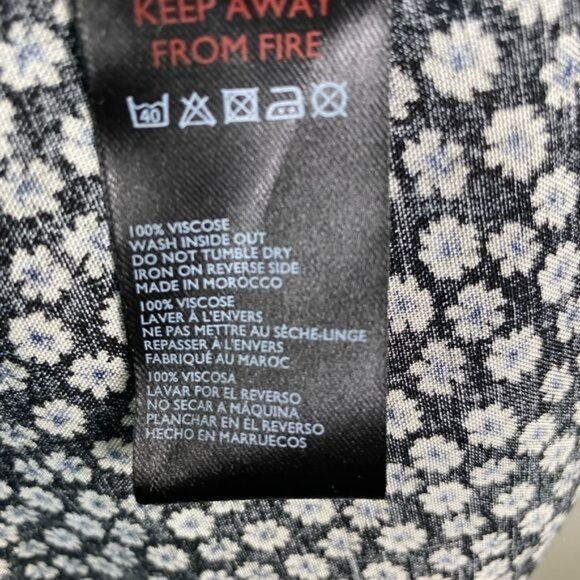 KEEP AWAY
FROM FIRE
40
100% VISCOSE
WASH INSIDE OUT
DO NOT TUMBLE DRY
IRON ON REVERSE SIDE
MADE IN MOROCCO
100% VISCOSE
LAVER À L'ENVERS
NE PAS METTRE AU SÈCHE-LINGE
REPASSER À L'ENVERS
FABRIQUÉ AU MAROC
100% VISCOSA
LAVAR POR EL REVERSO
NO SECAR A MÁQUINA
PLANCHAR EN EL REVERSO
HECHO EN MARRUECOS